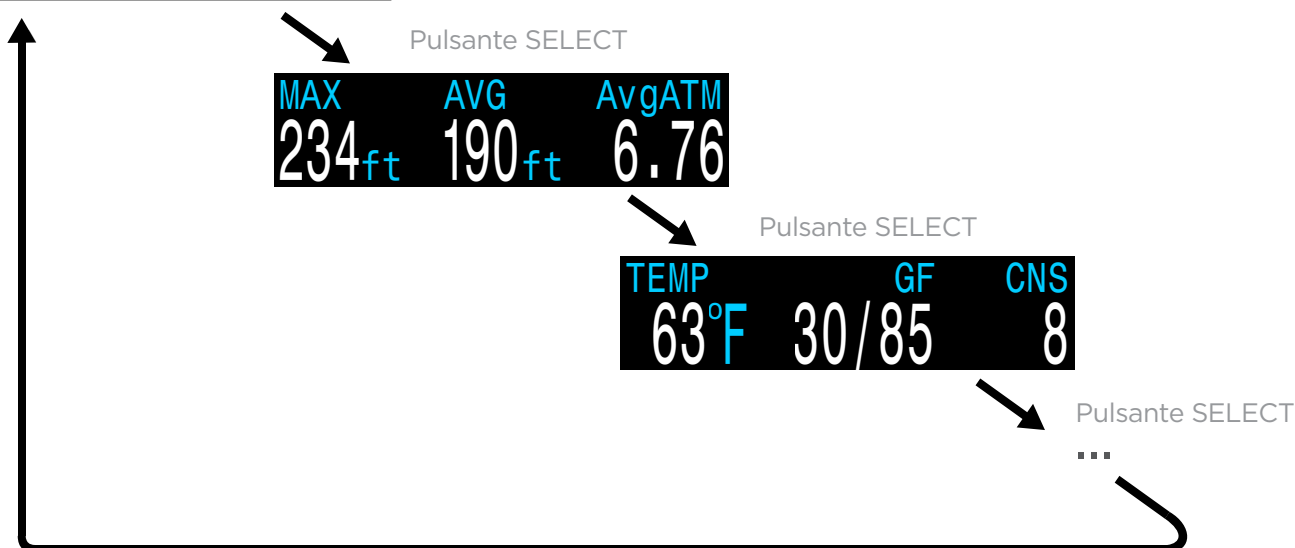 Pulsante SELECT
MAX AVG AvgATM
234ft 190ft 6.76
Pulsante SELECT
TEMP GF CNS
63°F 30/85 8
Pulsante SELECT
...